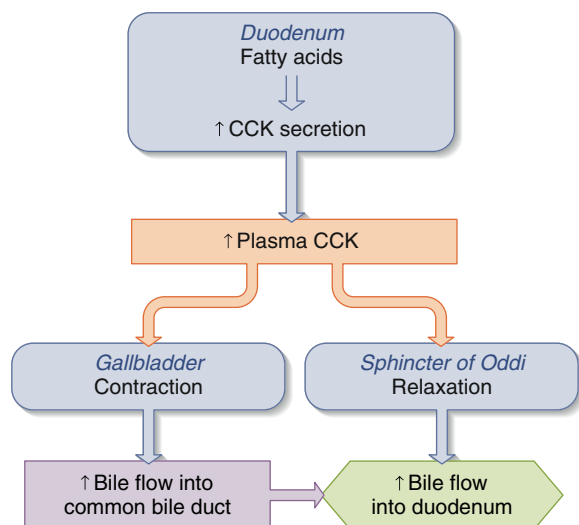 Duodenum
Fatty acids
↑ CCK secretion
↑ Plasma CCK
Gallbladder
Contraction
Sphincter of Oddi
Relaxation
↑ Bile flow into
common bile duct
↑ Bile flow
into duodenum